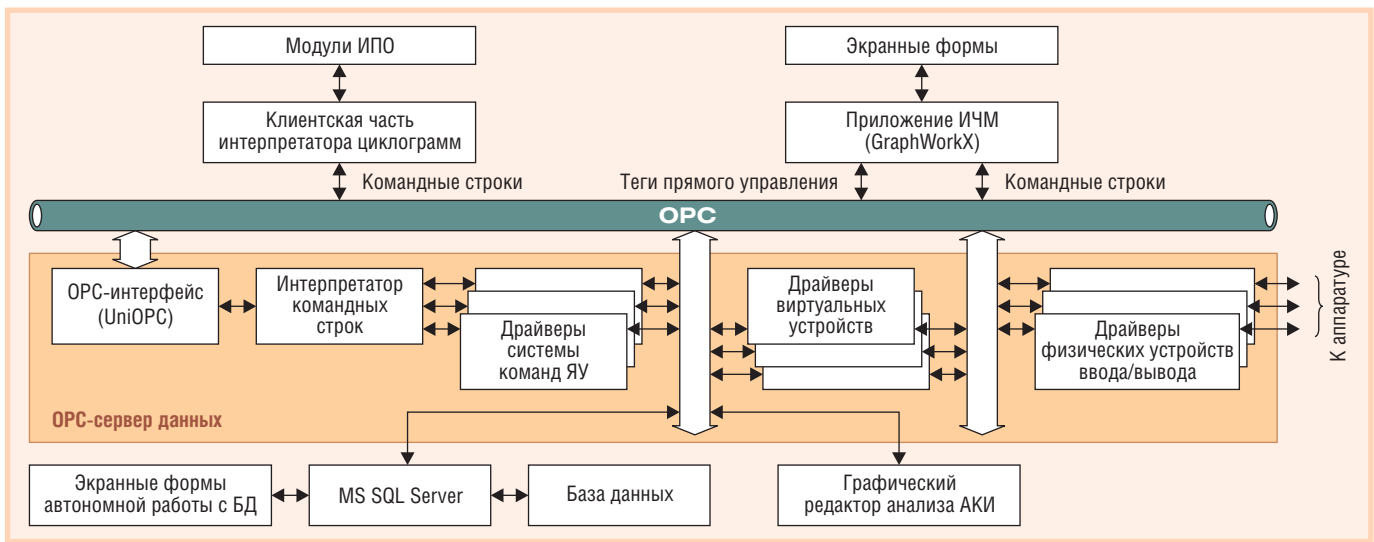 Модули ИПО
Экранные формы
Клиентская часть
интерпретатора циклограмм
Приложение ИЧМ
(GraphWorkX)
Командные строки
Теги прямого управления
Командные строки
OPC
OPC-интерфейс
(UniOPC)
Интерпретатор
командных
строк
Драйверы
системы
команд ЯУ
Драйверы
виртуальных
устройств
Драйверы
физических устройств
ввода/вывода
К аппаратуре
OPC-сервер данных
Экранные формы
автономной работы с БД
MS SQL Server
База данных
Графический
редактор анализа АКИ